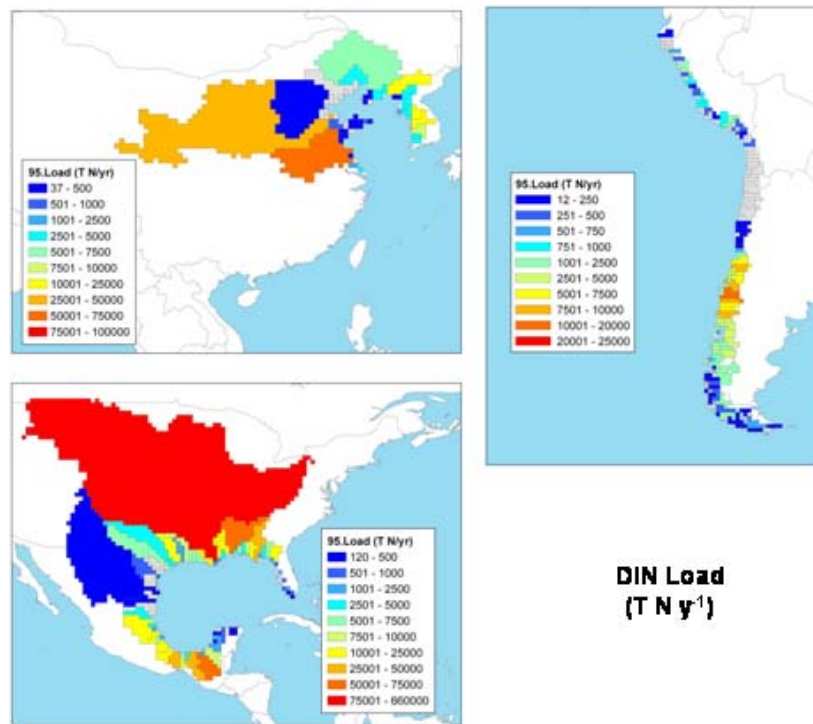 95.Load (T N/yr)
37 - 500
501 - 1000
1001 - 2500
2501 - 5000
5001 - 7500
7501 - 10000
10001 - 25000
25001 - 50000
50001 - 75000
75001 - 100000
95.Load (T N/yr)
12 - 250
251 - 500
501 - 750
751 - 1000
1001 - 2500
2501 - 5000
5001 - 7500
7501 - 10000
10001 - 20000
20001 - 25000
95.Load (T N/yr)
120 - 500
501 - 1000
1001 - 2500
2501 - 5000
5001 - 7500
7501 - 10000
10001 - 25000
25001 - 50000
50001 - 75000
75001 - 660000
DIN Load
(T N y⁻¹)